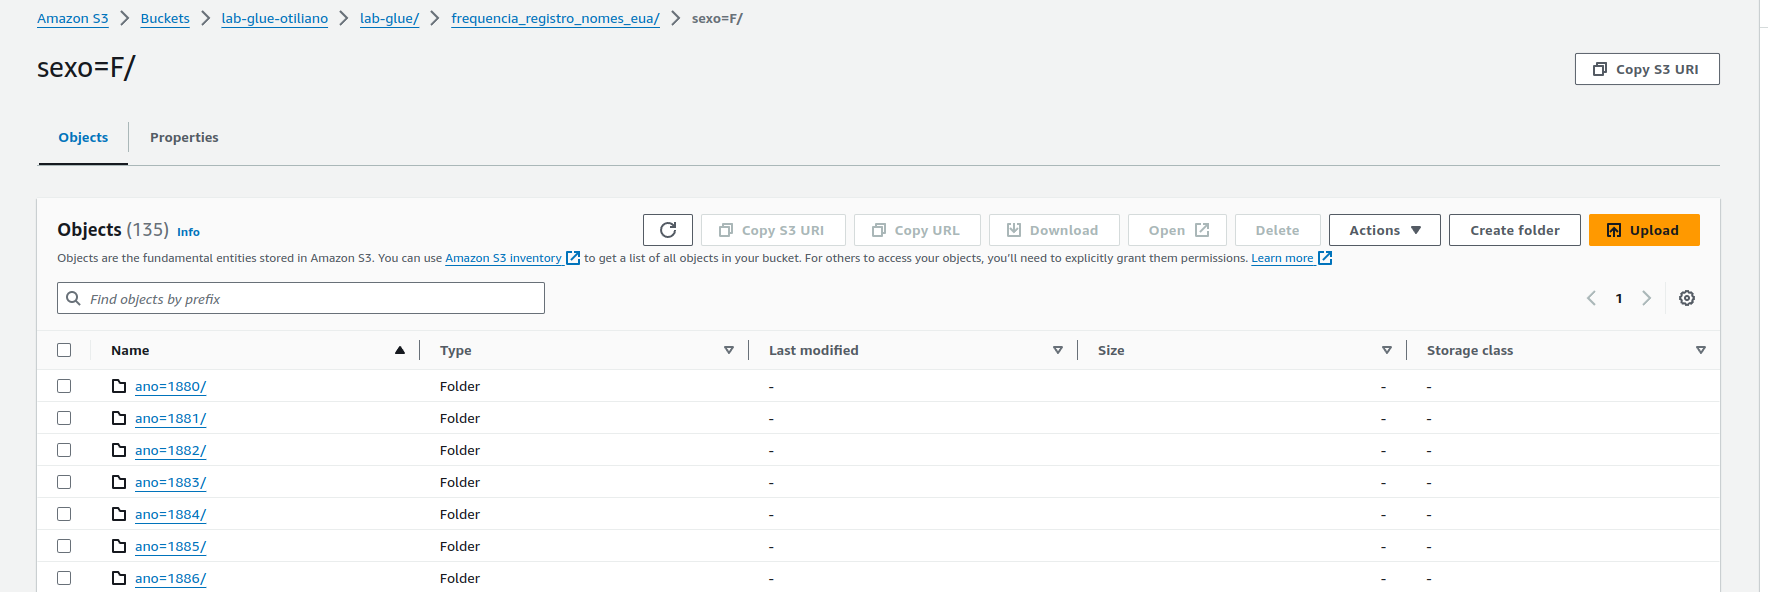 Amazon S3 > Buckets > lab-glue-otiliano > lab-glue/ > frequencia_registro_nomes_eua/ > sexo=F/
sexo=F/
Copy S3 URI
Objects Properties
Objects (135) Info
Copy S3 URI Copy URL Download Open Delete Actions Create folder Upload
Objects are the fundamental entities stored in Amazon S3. You can use Amazon S3 inventory to get a list of all objects in your bucket. For others to access your objects, you'll need to explicitly grant them permissions. Learn more
Find objects by prefix
1
Name Type Last modified Size Storage class
ano=1880/ Folder - - -
ano=1881/ Folder - - -
ano=1882/ Folder - - -
ano=1883/ Folder - - -
ano=1884/ Folder - - -
ano=1885/ Folder - - -
ano=1886/ Folder - - -